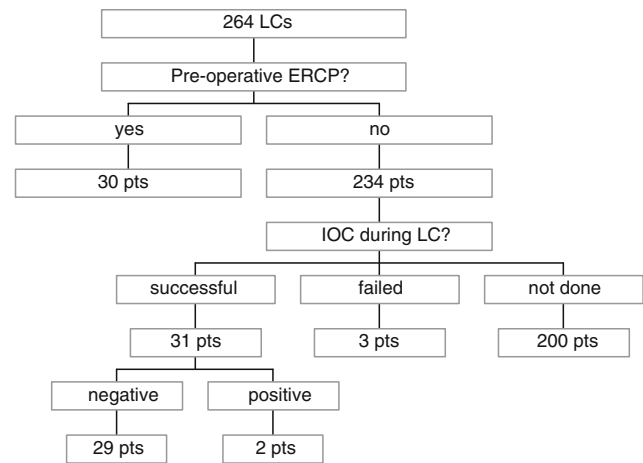 264 LCs
Pre-operative ERCP?
yes
no
30 pts
234 pts
IOC during LC?
successful
failed
not done
31 pts
3 pts
200 pts
negative
positive
29 pts
2 pts